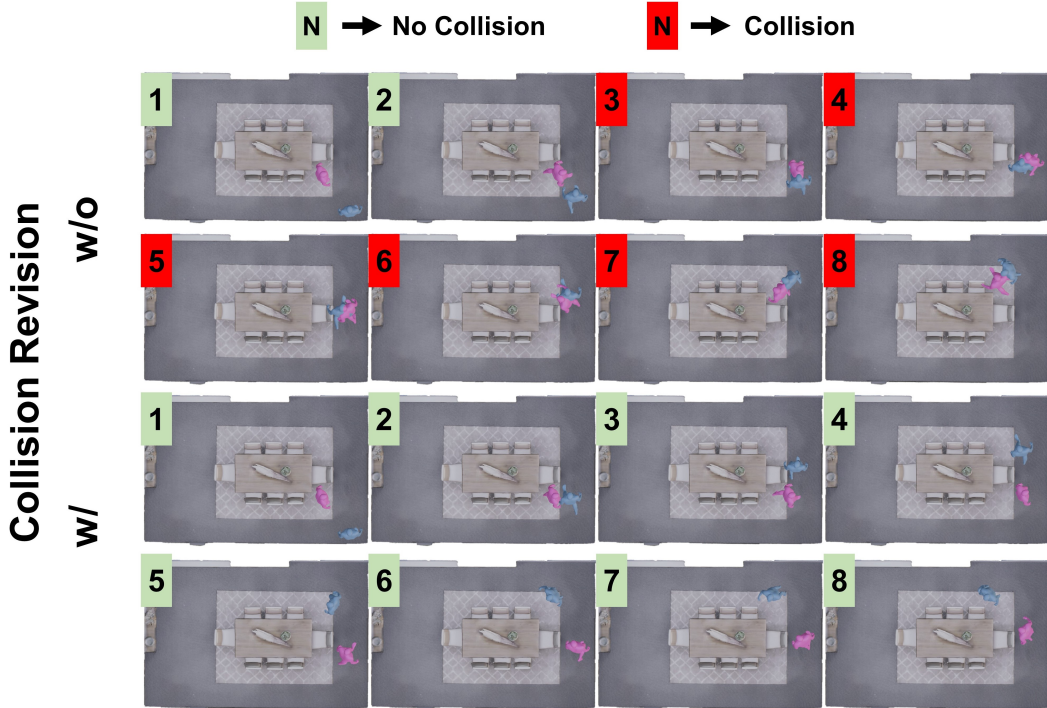 N → No Collision
N → Collision
Collision Revision
w/o
1 2 3 4
5 6 7 8
w/
1 2 3 4
5 6 7 8